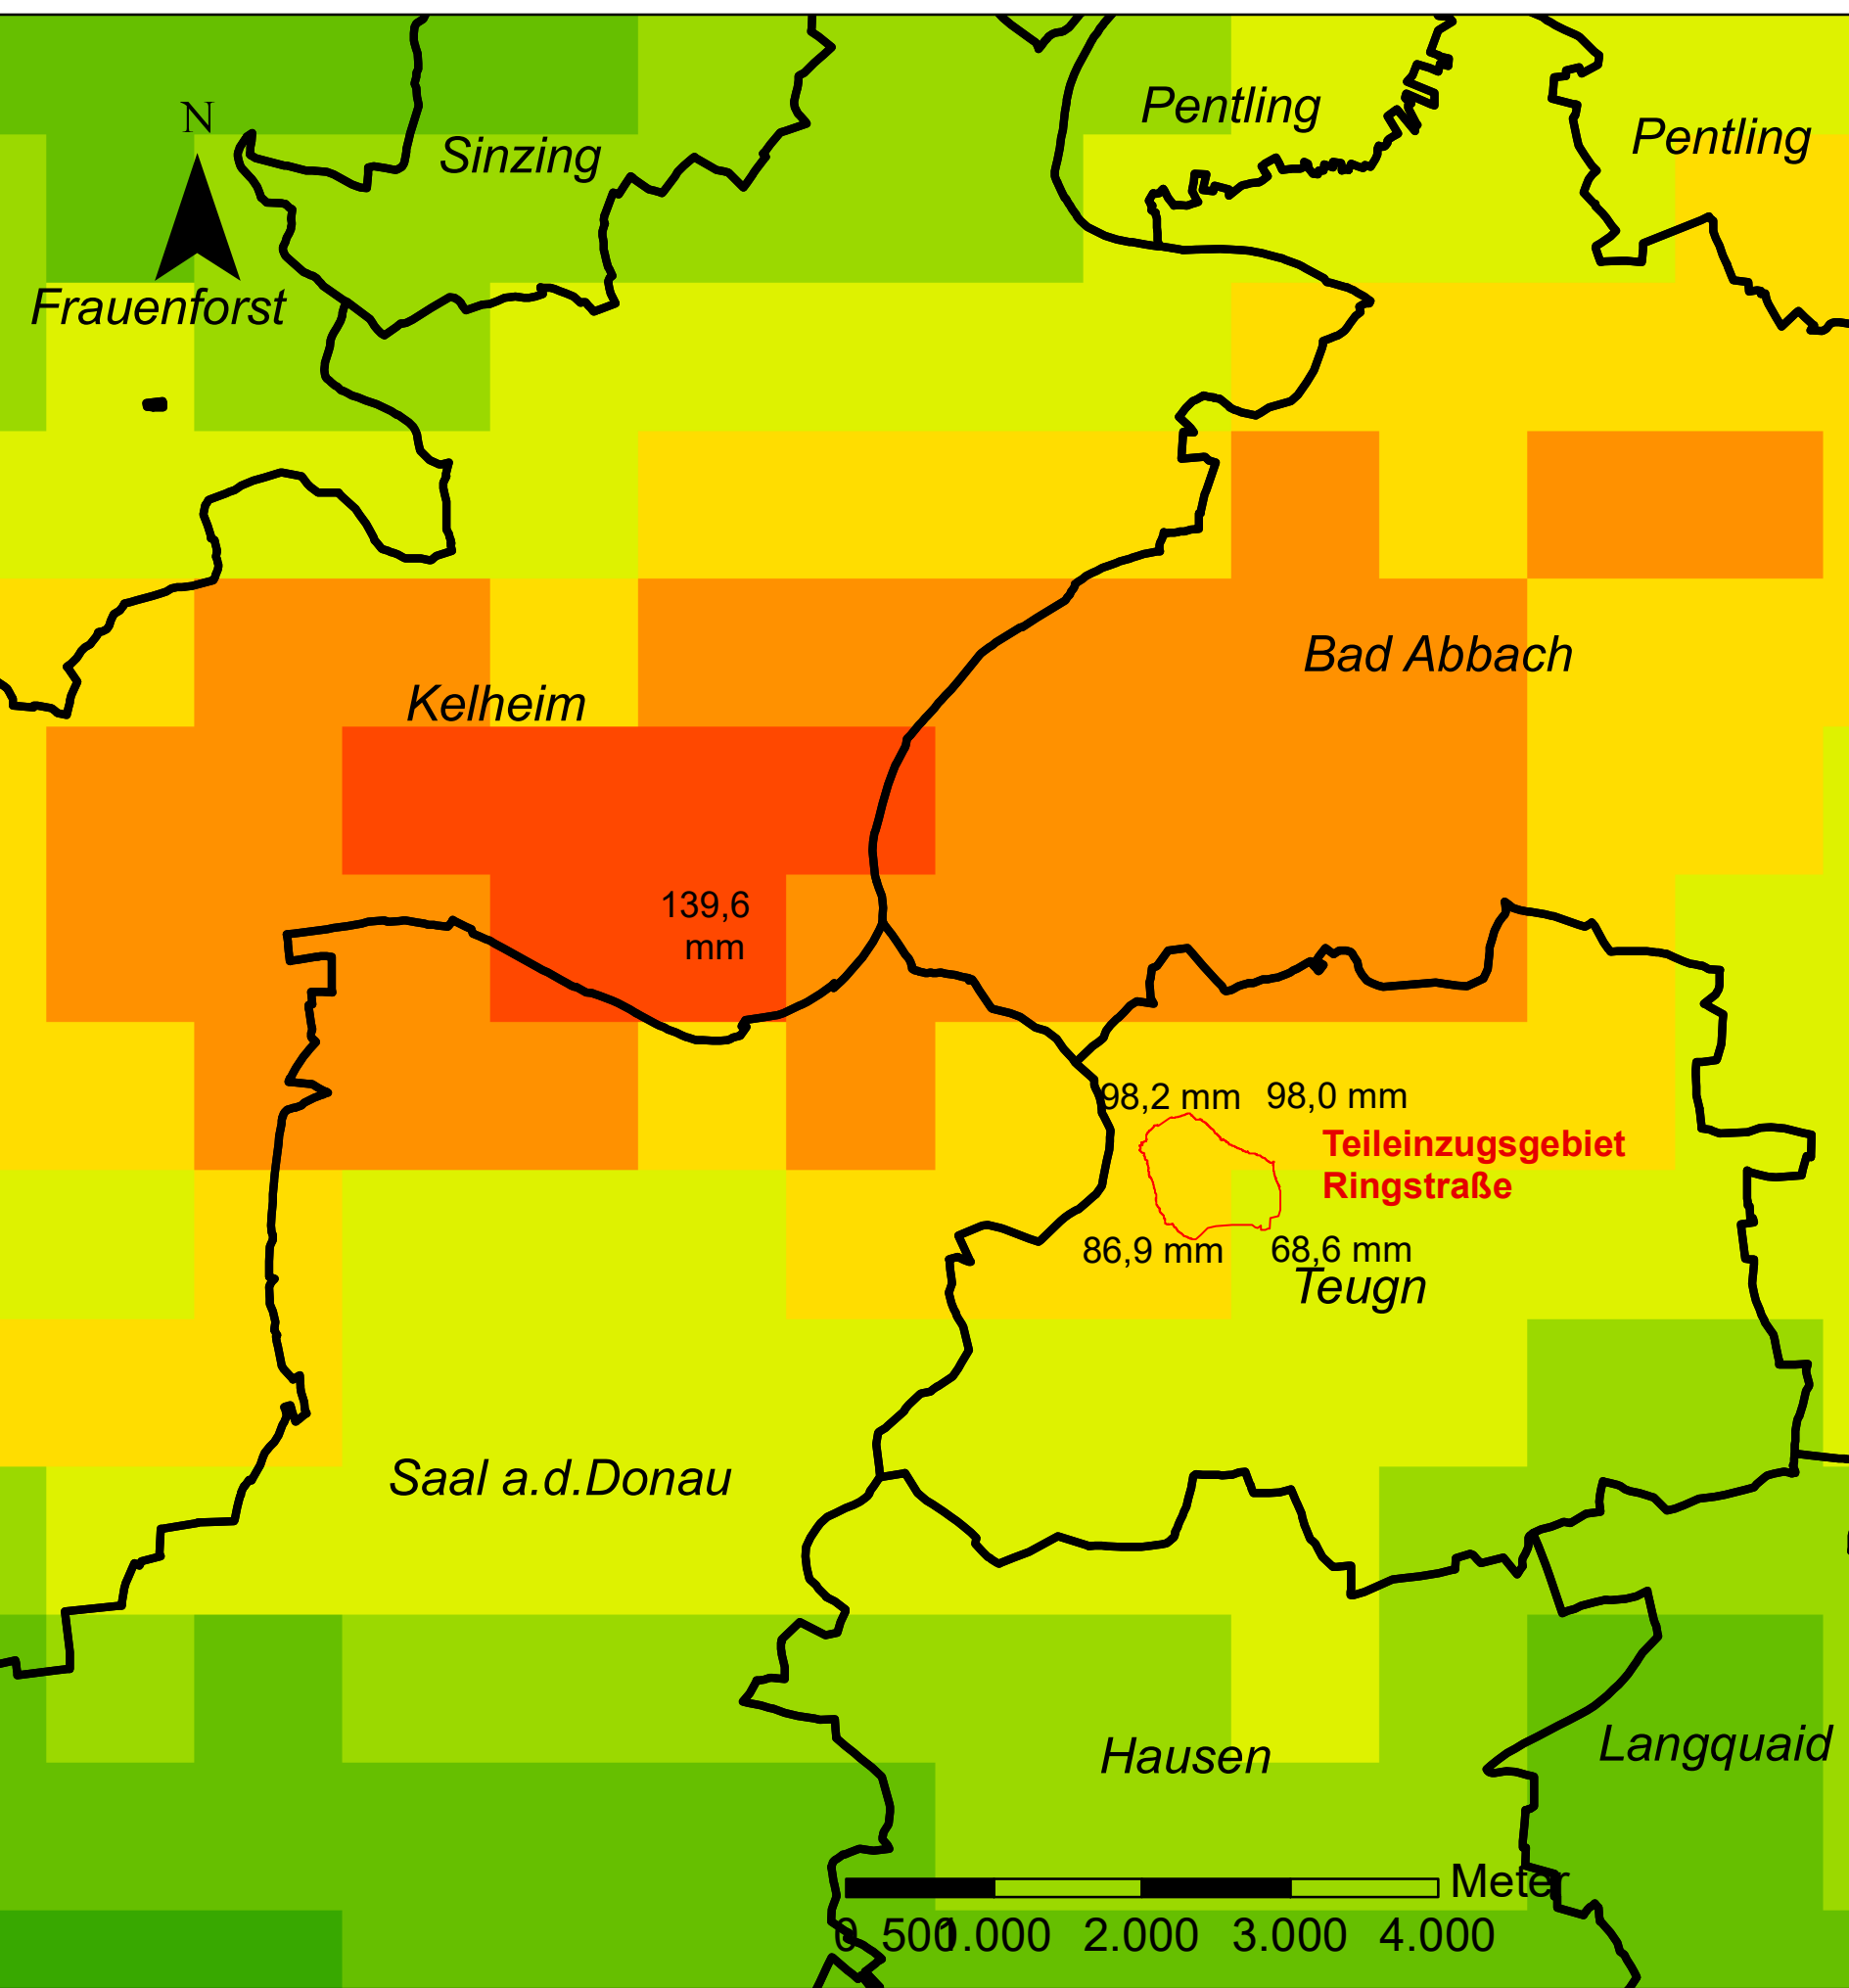 Pentling
N
Pentling
Sinzing
Frauenforst
Bad Abbach
Kelheim
139,6
mm
98,2 mm 98,0 mm
Teileinzugsgebiet
Ringstraße
86,9 mm 68,6 mm
Teugn
Saal a.d.Donau
Hausen
Langquaid
Meter
0 500 1.000 2.000 3.000 4.000